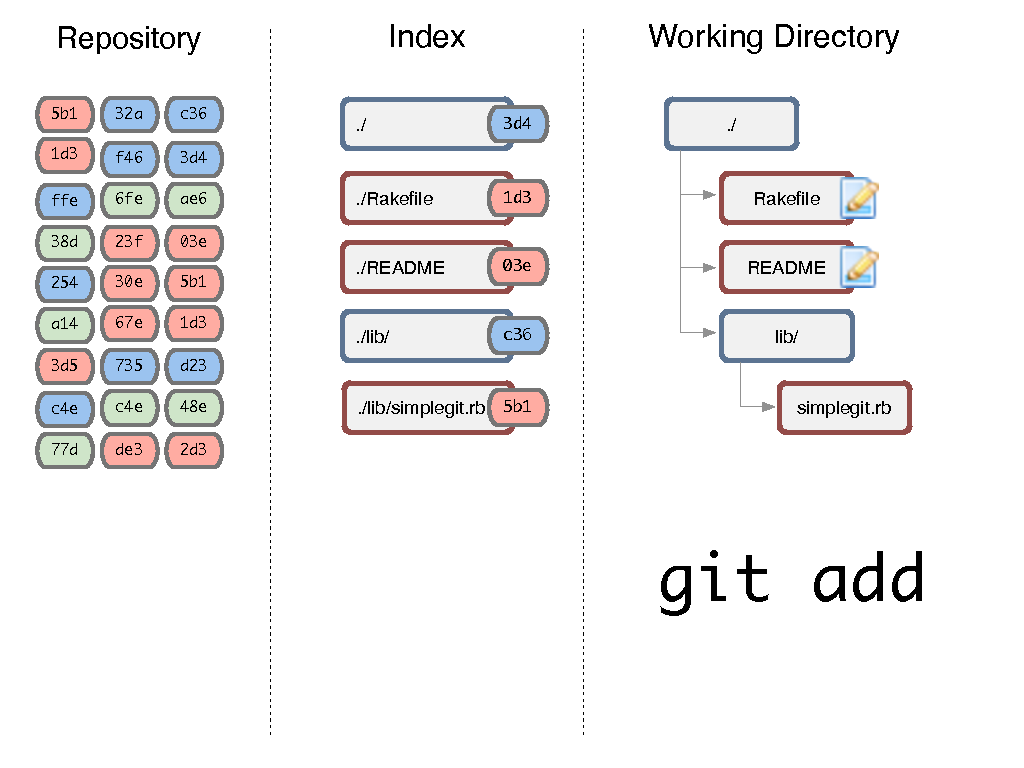 Repository
5b1 32a c36
1d3 f46 3d4
ffe 6fe ae6
38d 23f 03e
254 30e 5b1
a14 67e 1d3
3d5 735 d23
c4e c4e 48e
77d de3 2d3
Index
./ 3d4
./Rakefile 1d3
./README 03e
./lib/ c36
./lib/simplegit.rb 5b1
Working Directory
./
Rakefile
README
lib/
simplegit.rb
git add